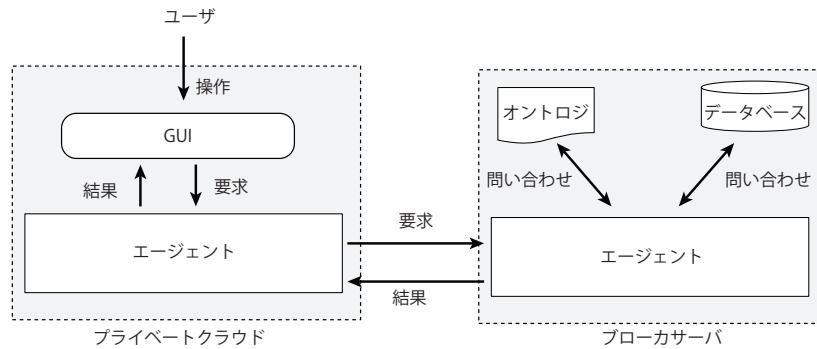 ユーザ
操作
GUI
結果
要求
エージェント
プライベートクラウド
要求
結果
オントロジ
データベース
問い合わせ
問い合わせ
エージェント
ブローカサーバ